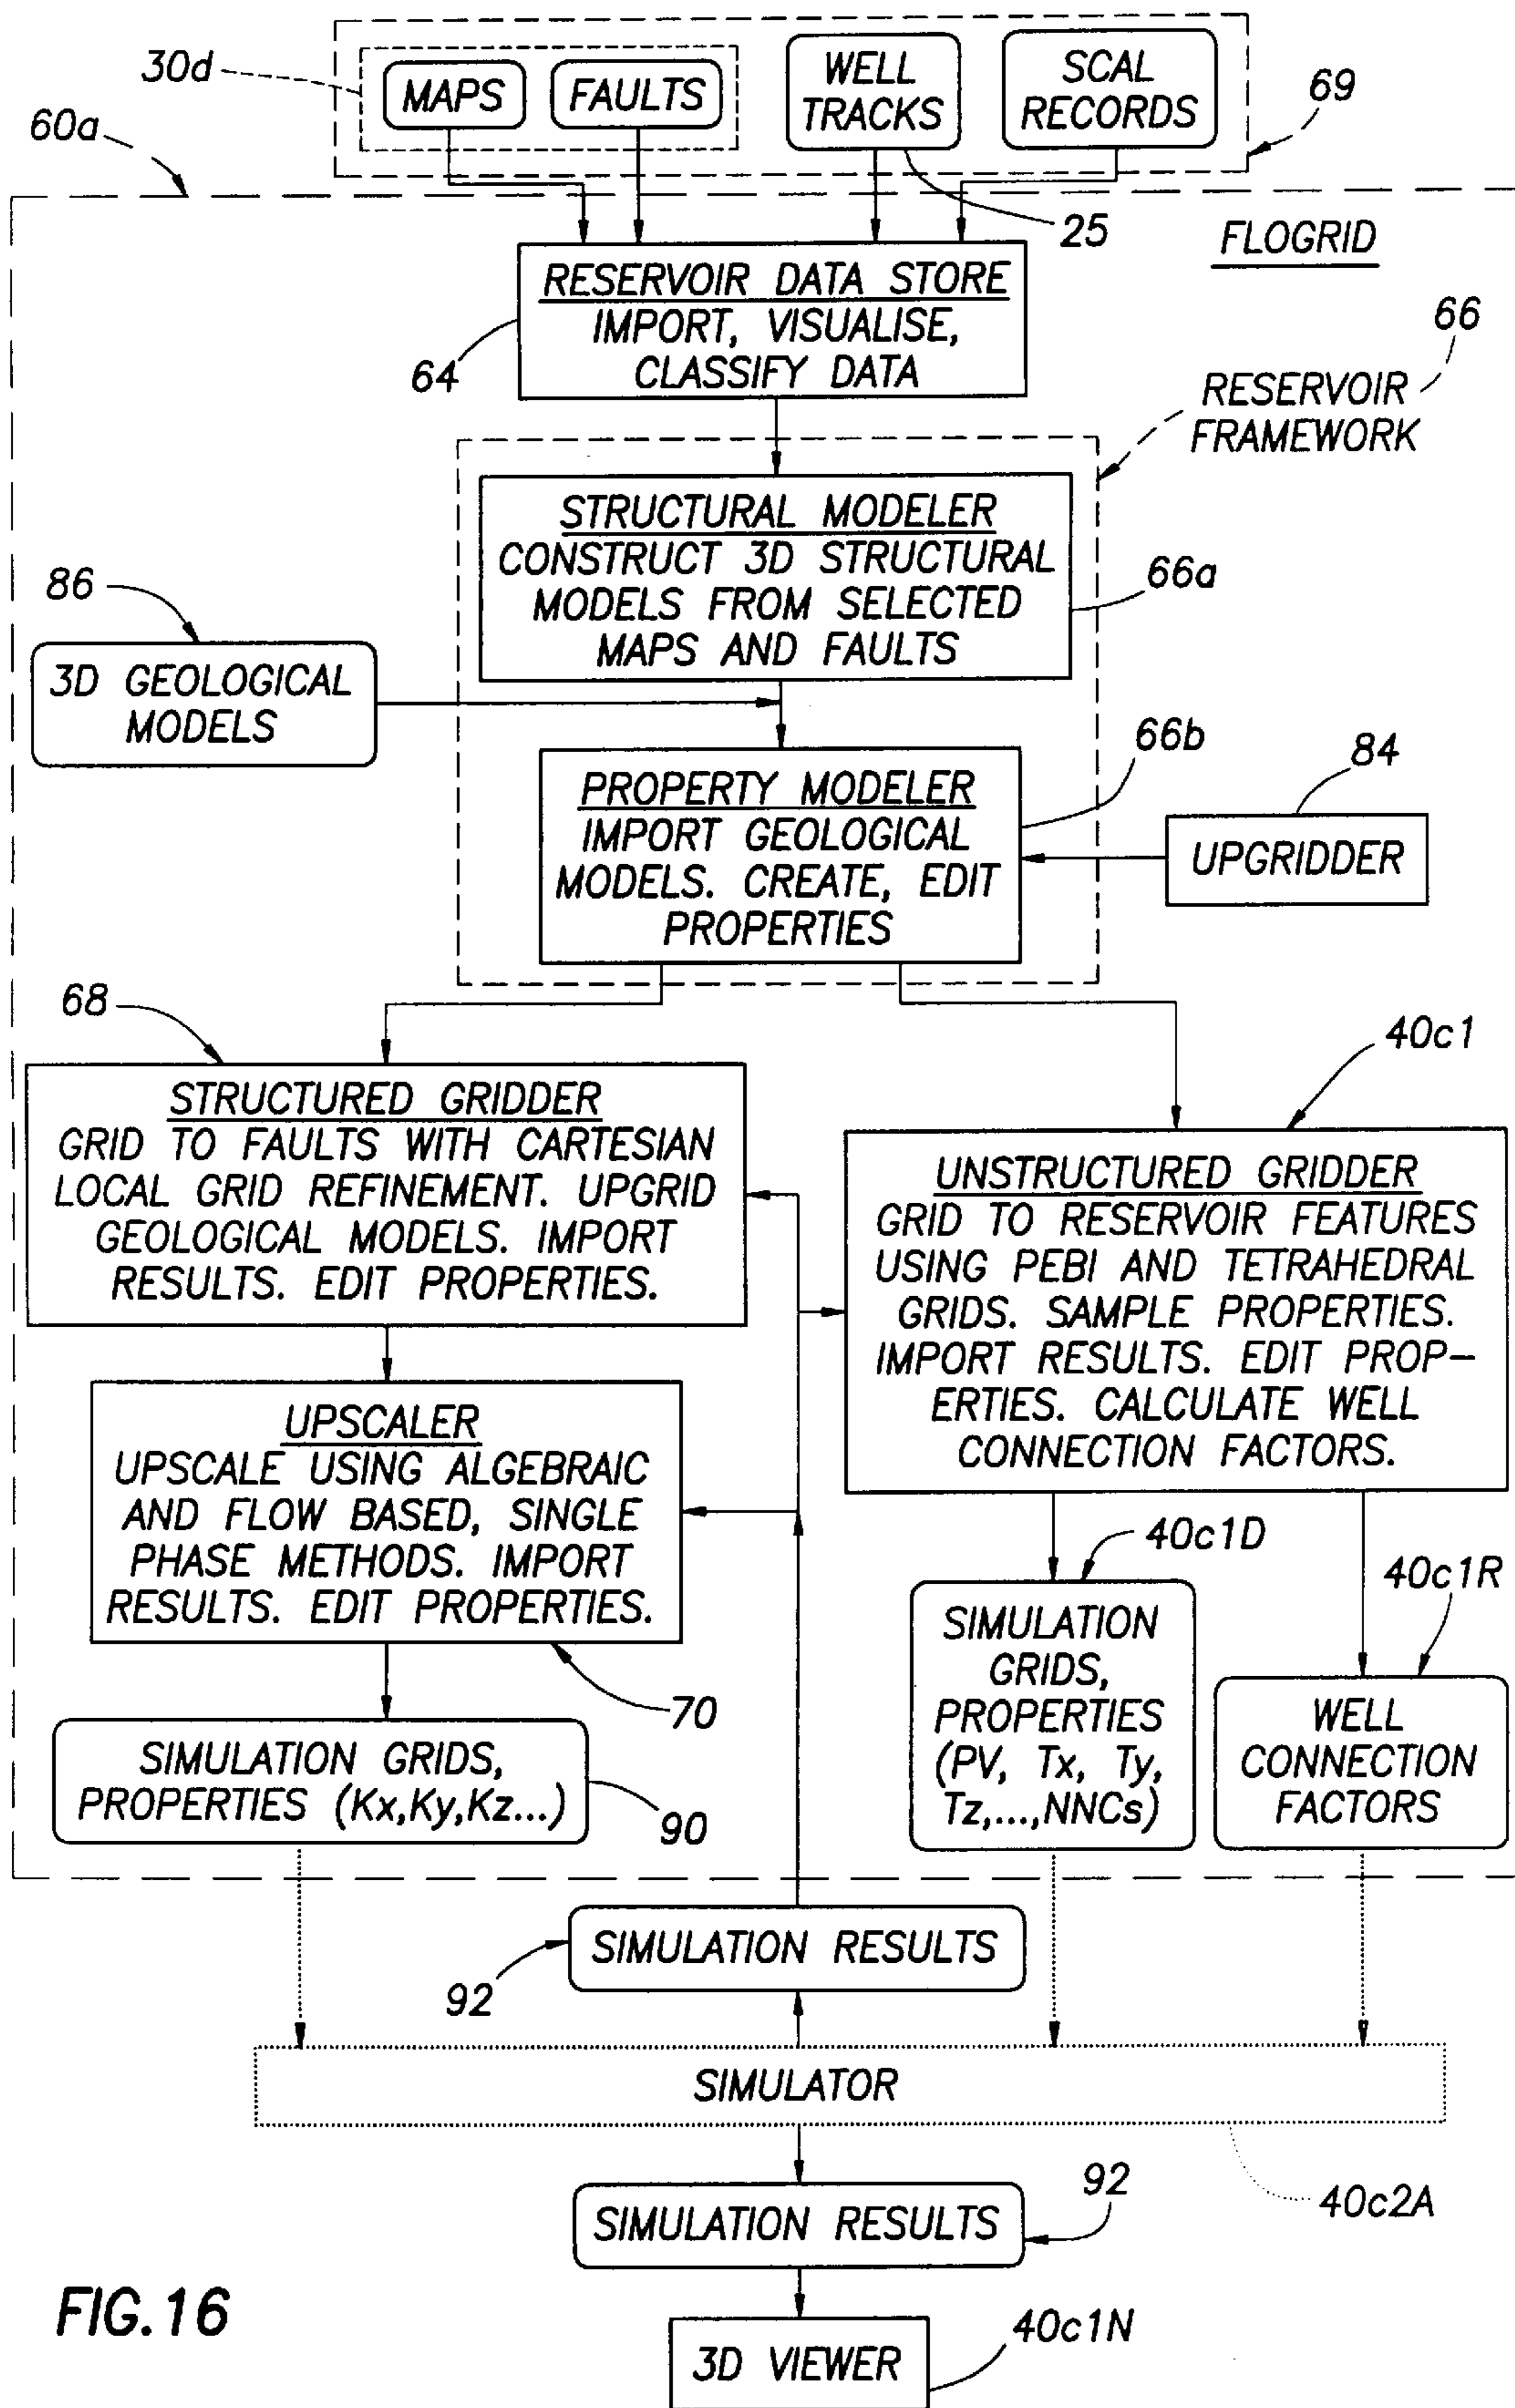 30d
MAPS
FAULTS
WELL
TRACKS
SCAL
RECORDS
69
60a
25
FLOGRID
RESERVOIR DATA STORE
IMPORT, VISUALISE,
CLASSIFY DATA
64
66
RESERVOIR
FRAMEWORK
STRUCTURAL MODELER
CONSTRUCT 3D STRUCTURAL
MODELS FROM SELECTED
MAPS AND FAULTS
66a
86
3D GEOLOGICAL
MODELS
PROPERTY MODELER
IMPORT GEOLOGICAL
MODELS. CREATE, EDIT
PROPERTIES
66b
84
UPGRIDDER
68
STRUCTURED GRIDDER
GRID TO FAULTS WITH CARTESIAN
LOCAL GRID REFINEMENT. UPGRID
GEOLOGICAL MODELS. IMPORT
RESULTS. EDIT PROPERTIES.
40c1
UNSTRUCTURED GRIDDER
GRID TO RESERVOIR FEATURES
USING PEBI AND TETRAHEDRAL
GRIDS. SAMPLE PROPERTIES.
IMPORT RESULTS. EDIT PROP-
ERTIES. CALCULATE WELL
CONNECTION FACTORS.
UPSCALER
UPSCALE USING ALGEBRAIC
AND FLOW BASED, SINGLE
PHASE METHODS. IMPORT
RESULTS. EDIT PROPERTIES.
70
40c1D
40c1R
SIMULATION GRIDS,
PROPERTIES (Kx,Ky,Kz...)
90
SIMULATION
GRIDS,
PROPERTIES
(PV, Tx, Ty,
Tz,...,NNCs)
WELL
CONNECTION
FACTORS
SIMULATION RESULTS
92
SIMULATOR
40c2A
SIMULATION RESULTS
92
3D VIEWER
40c1N
FIG.16